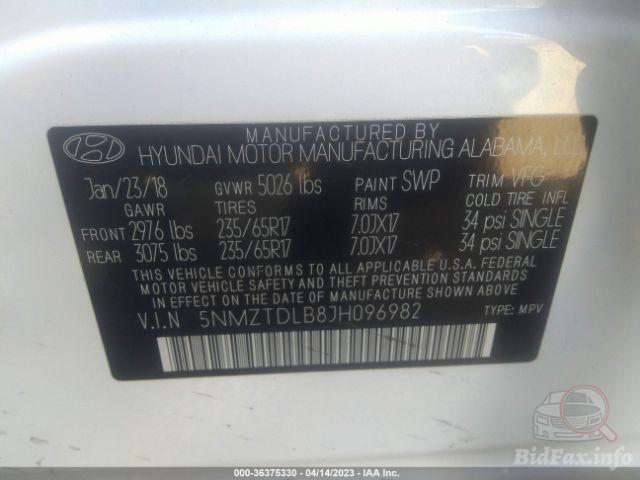 MANUFACTURED BY
HYUNDAI MOTOR MANUFACTURING ALABAMA, LLC
Jan/23/18 GVWR 5026 lbs PAINT SWP TRIM VFG
GAWR TIRES RIMS COLD TIRE INFL
FRONT 2976 lbs 235/65R17 7.0JX17 34 psi SINGLE
REAR 3075 lbs 235/65R17 7.0JX17 34 psi SINGLE
THIS VEHICLE CONFORMS TO ALL APPLICABLE U.S.A. FEDERAL
MOTOR VEHICLE SAFETY AND THEFT PREVENTION STANDARDS
IN EFFECT ON THE DATE OF MANUFACTURE SHOWN ABOVE.
V.I.N 5NMZTDLB8JH096982 TYPE: MPV
BidFax.info
000-36375330 - 04/14/2023 - IAA Inc.